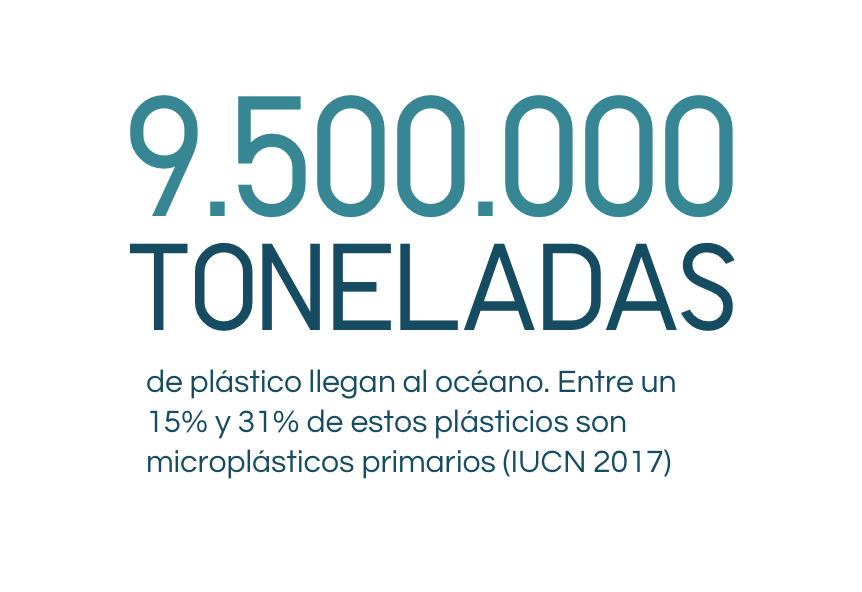 9.500.000
TONELADAS
de plástico llegan al océano. Entre un
15% y 31% de estos plásticios son
microplásticos primarios (IUCN 2017)